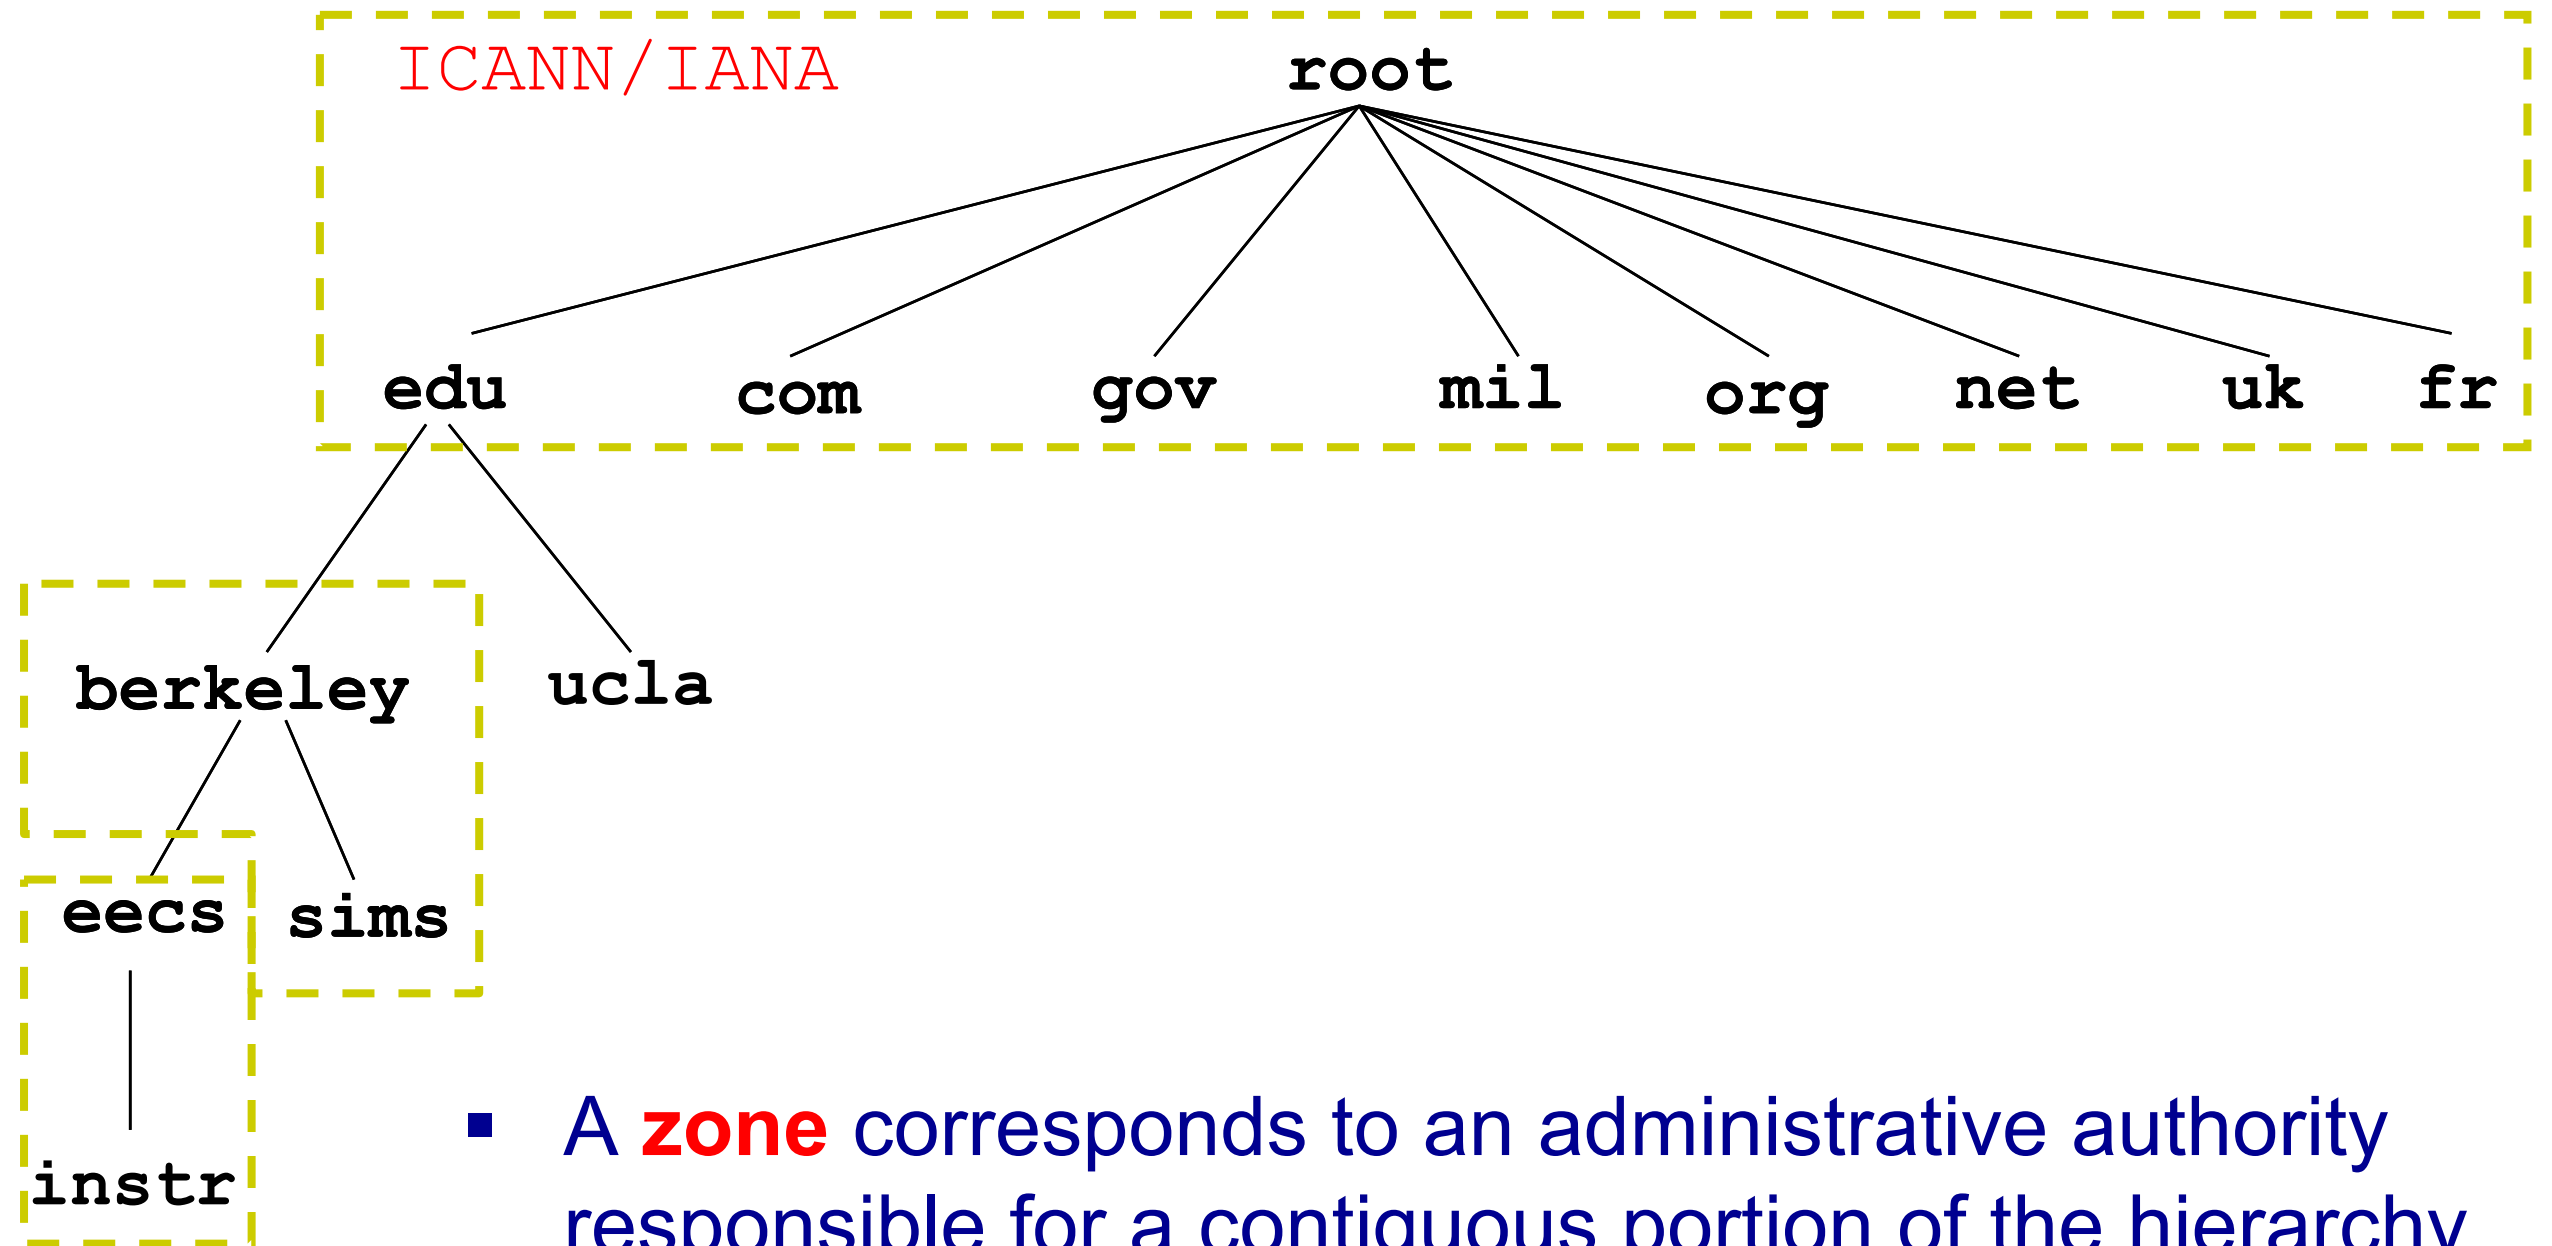 ICANN/IANA root
edu com gov mil org net uk fr
berkeley ucla
eecs sims
instr
▪ A zone corresponds to an administrative authority
responsible for a contiguous portion of the hierarchy